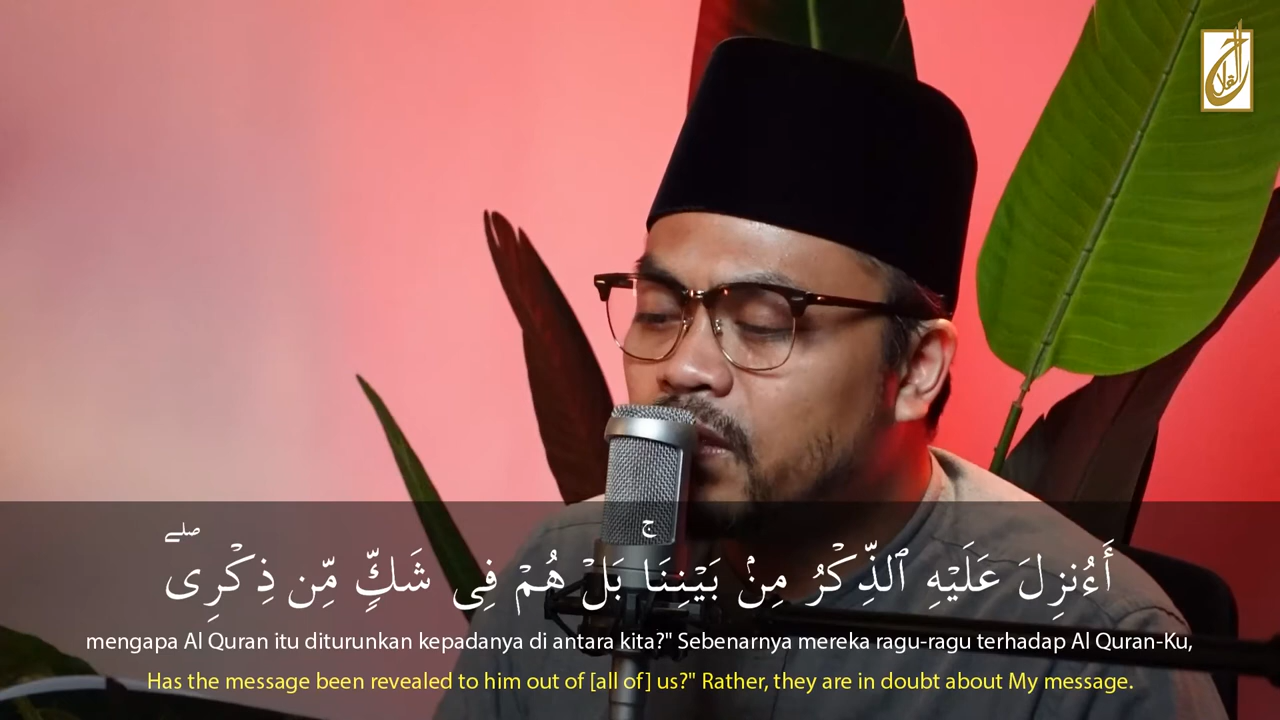 أَءُنزِلَ عَلَيْهِ ٱلذِّكْرُ مِنۢ بَيْنِنَا ۚ بَلْ هُمْ فِى شَكٍّ مِّن ذِكْرِى ۖ
mengapa Al Quran itu diturunkan kepadanya di antara kita?" Sebenarnya mereka ragu-ragu terhadap Al Quran-Ku,
Has the message been revealed to him out of [all of] us?" Rather, they are in doubt about My message.